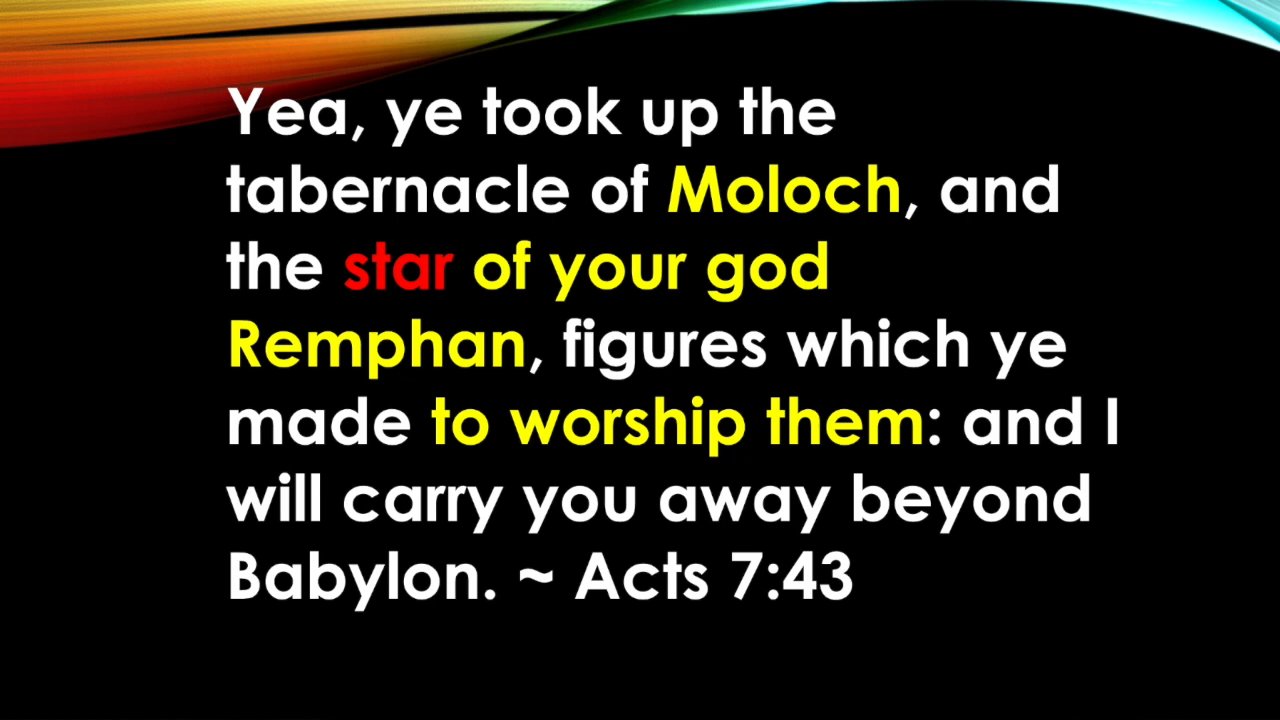 Yea, ye took up the
tabernacle of Moloch, and
the star of your god
Remphan, figures which ye
made to worship them: and I
will carry you away beyond
Babylon. ~ Acts 7:43